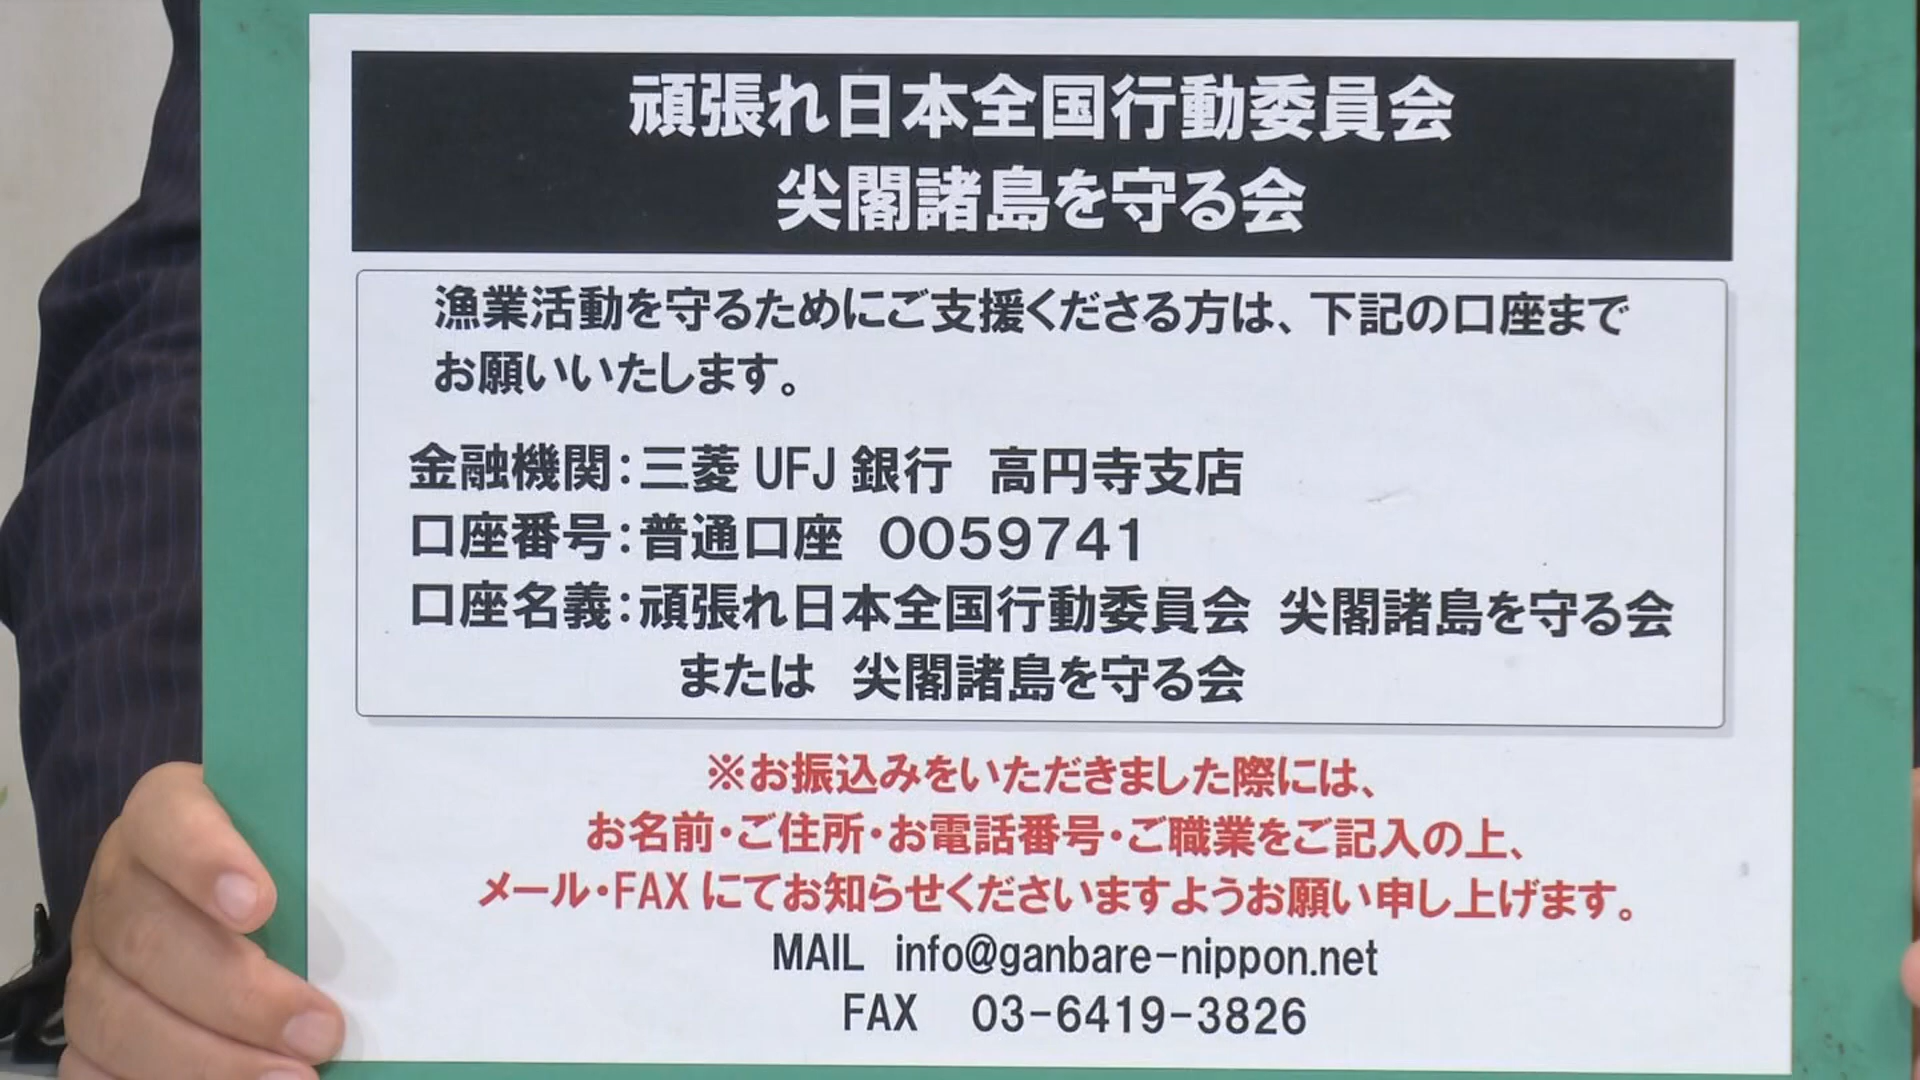 頑張れ日本全国行動委員会
尖閣諸島を守る会
漁業活動を守るためにご支援くださる方は、下記の口座まで
お願いいたします。
金融機関：三菱UFJ銀行　高円寺支店
口座番号：普通口座　0059741
口座名義：頑張れ日本全国行動委員会 尖閣諸島を守る会
または　尖閣諸島を守る会
※お振込みをいただきました際には、
お名前・ご住所・お電話番号・ご職業をご記入の上、
メール・FAXにてお知らせくださいますようお願い申し上げます。
MAIL info@ganbare-nippon.net
FAX 03-6419-3826